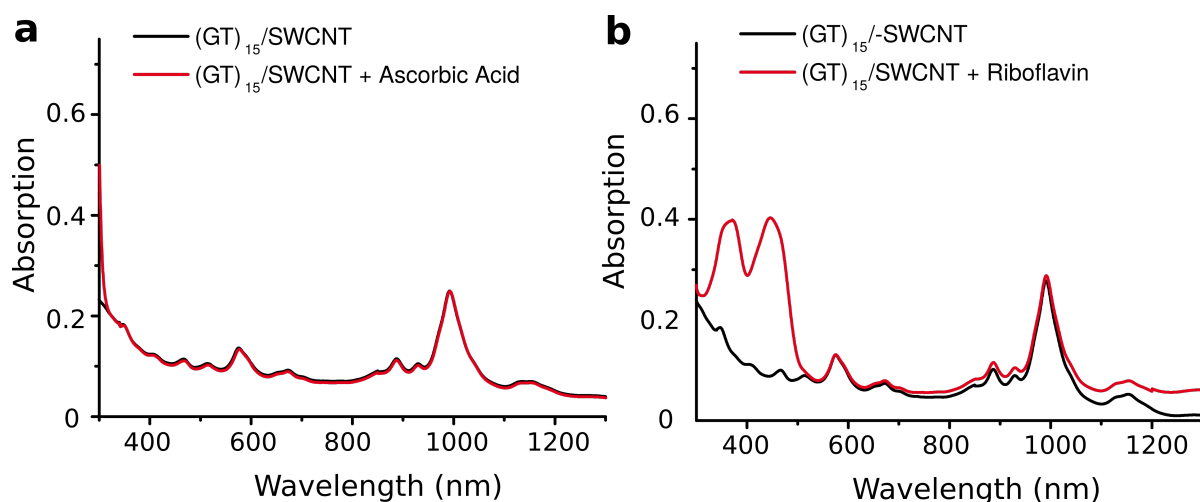 a
(GT)15/SWCNT
(GT)15/SWCNT + Ascorbic Acid
Absorption
0.6
0.4
0.2
0
400 600 800 1000 1200
Wavelength (nm)
b
(GT)15/-SWCNT
(GT)15/SWCNT + Riboflavin
Absorption
0.6
0.4
0.2
0
400 600 800 1000 1200
Wavelength (nm)